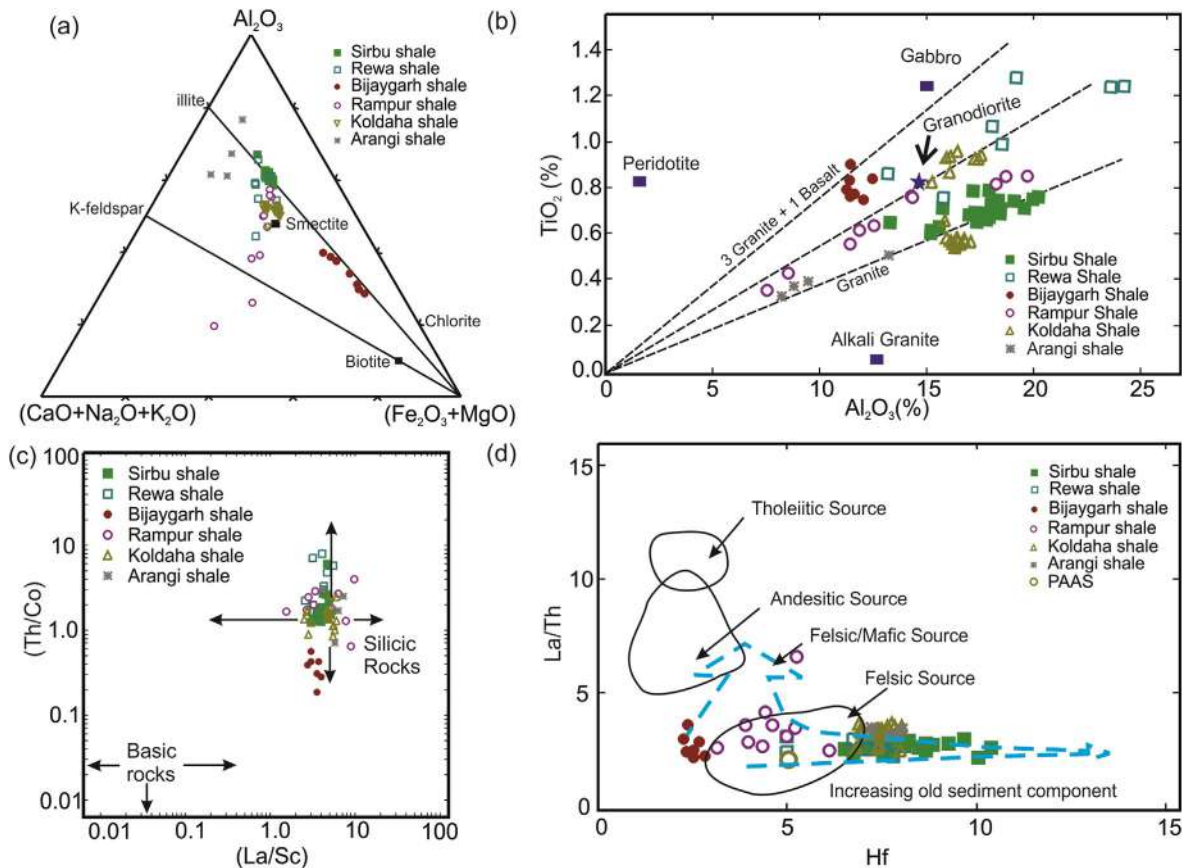 (a)
Al₂O₃
Sirbu shale
Rewa shale
Bijaygarh shale
Rampur shale
Koldaha shale
Arangi shale
illite
K-feldspar
Smectite
Chlorite
Biotite
(CaO+Na₂O+K₂O)
(Fe₂O₃+MgO)
(b)
TiO₂ (%)
1.6
1.4
1.2
1.0
0.8
0.6
0.4
0.2
0.0
0
5
10
15
20
25
Al₂O₃(%)
Gabbro
Granodiorite
Peridotite
3 Granite + 1 Basalt
Granite
Alkali Granite
Sirbu Shale
Rewa Shale
Bijaygarh Shale
Rampur Shale
Koldaha Shale
Arangi shale
(c)
(Th/Co)
100
10
1.0
0.1
0.01
Sirbu shale
Rewa shale
Bijaygarh shale
Rampur shale
Koldaha shale
Arangi shale
Silicic
Rocks
Basic
rocks
0.01
0.1
1.0
10
100
(La/Sc)
(d)
La/Th
15
10
5
0
0
5
10
15
Hf
Tholeiitic Source
Andesitic Source
Felsic/Mafic Source
Felsic Source
Increasing old sediment component
Sirbu shale
Rewa shale
Bijaygarh shale
Rampur shale
Koldaha shale
Arangi shale
PAAS